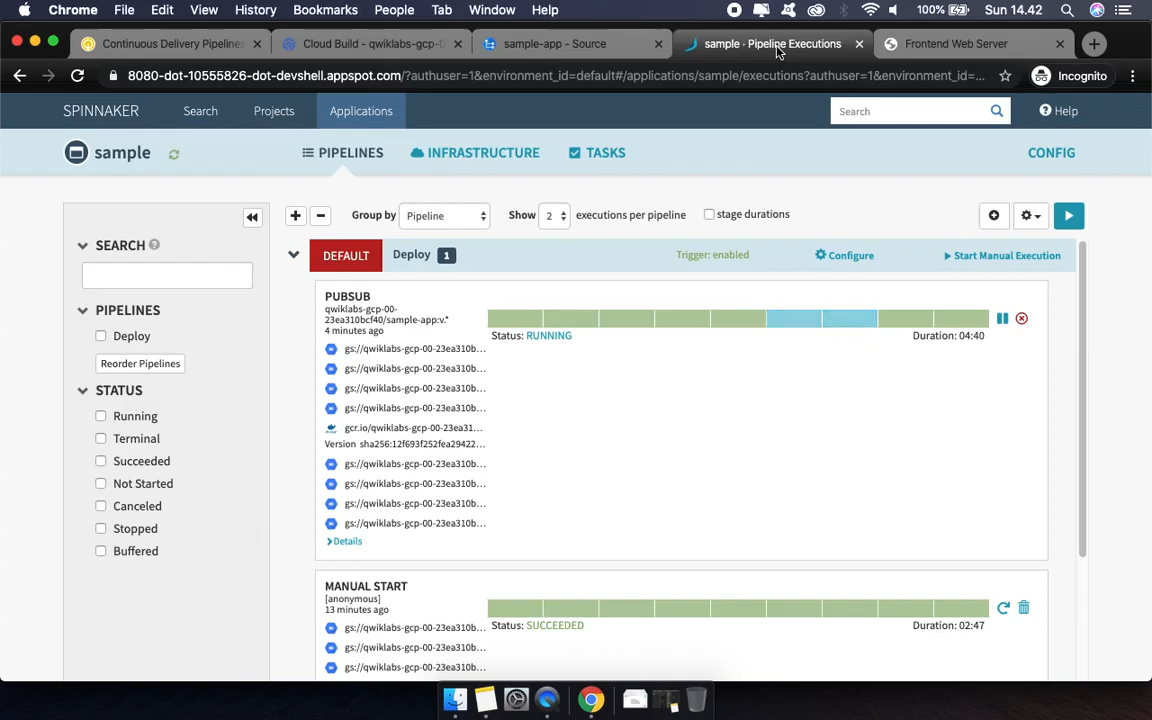 Chrome File Edit View History Bookmarks People Tab Window Help 100% Sun 14.42
Continuous Delivery Pipelines
Cloud Build - qwiklabs-gcp-0
sample-app - Source
sample · Pipeline Executions
Frontend Web Server
8080-dot-10555826-dot-devshell.appspot.com/?authuser=1&environment_id=default#/applications/sample/executions?authuser=1&environment_id=... Incognito
SPINNAKER Search Projects Applications Search Help
sample PIPELINES INFRASTRUCTURE TASKS CONFIG
Group by Pipeline Show 2 executions per pipeline stage durations
SEARCH
PIPELINES
Deploy
Reorder Pipelines
STATUS
Running
Terminal
Succeeded
Not Started
Canceled
Stopped
Buffered
DEFAULT Deploy 1 Trigger: enabled Configure Start Manual Execution
PUBSUB
qwiklabs-gcp-00-
23ea310bcf40/sample-app:v.*
4 minutes ago
Status: RUNNING Duration: 04:40
gs://qwiklabs-gcp-00-23ea310b...
gs://qwiklabs-gcp-00-23ea310b...
gs://qwiklabs-gcp-00-23ea310b...
gs://qwiklabs-gcp-00-23ea310b...
gcr.io/qwiklabs-gcp-00-23ea31...
Version sha256:12f693f252fea29422...
gs://qwiklabs-gcp-00-23ea310b...
gs://qwiklabs-gcp-00-23ea310b...
gs://qwiklabs-gcp-00-23ea310b...
gs://qwiklabs-gcp-00-23ea310b...
Details
MANUAL START
[anonymous]
13 minutes ago
Status: SUCCEEDED Duration: 02:47
gs://qwiklabs-gcp-00-23ea310b...
gs://qwiklabs-gcp-00-23ea310b...
gs://qwiklabs-gcp-00-23ea310b...